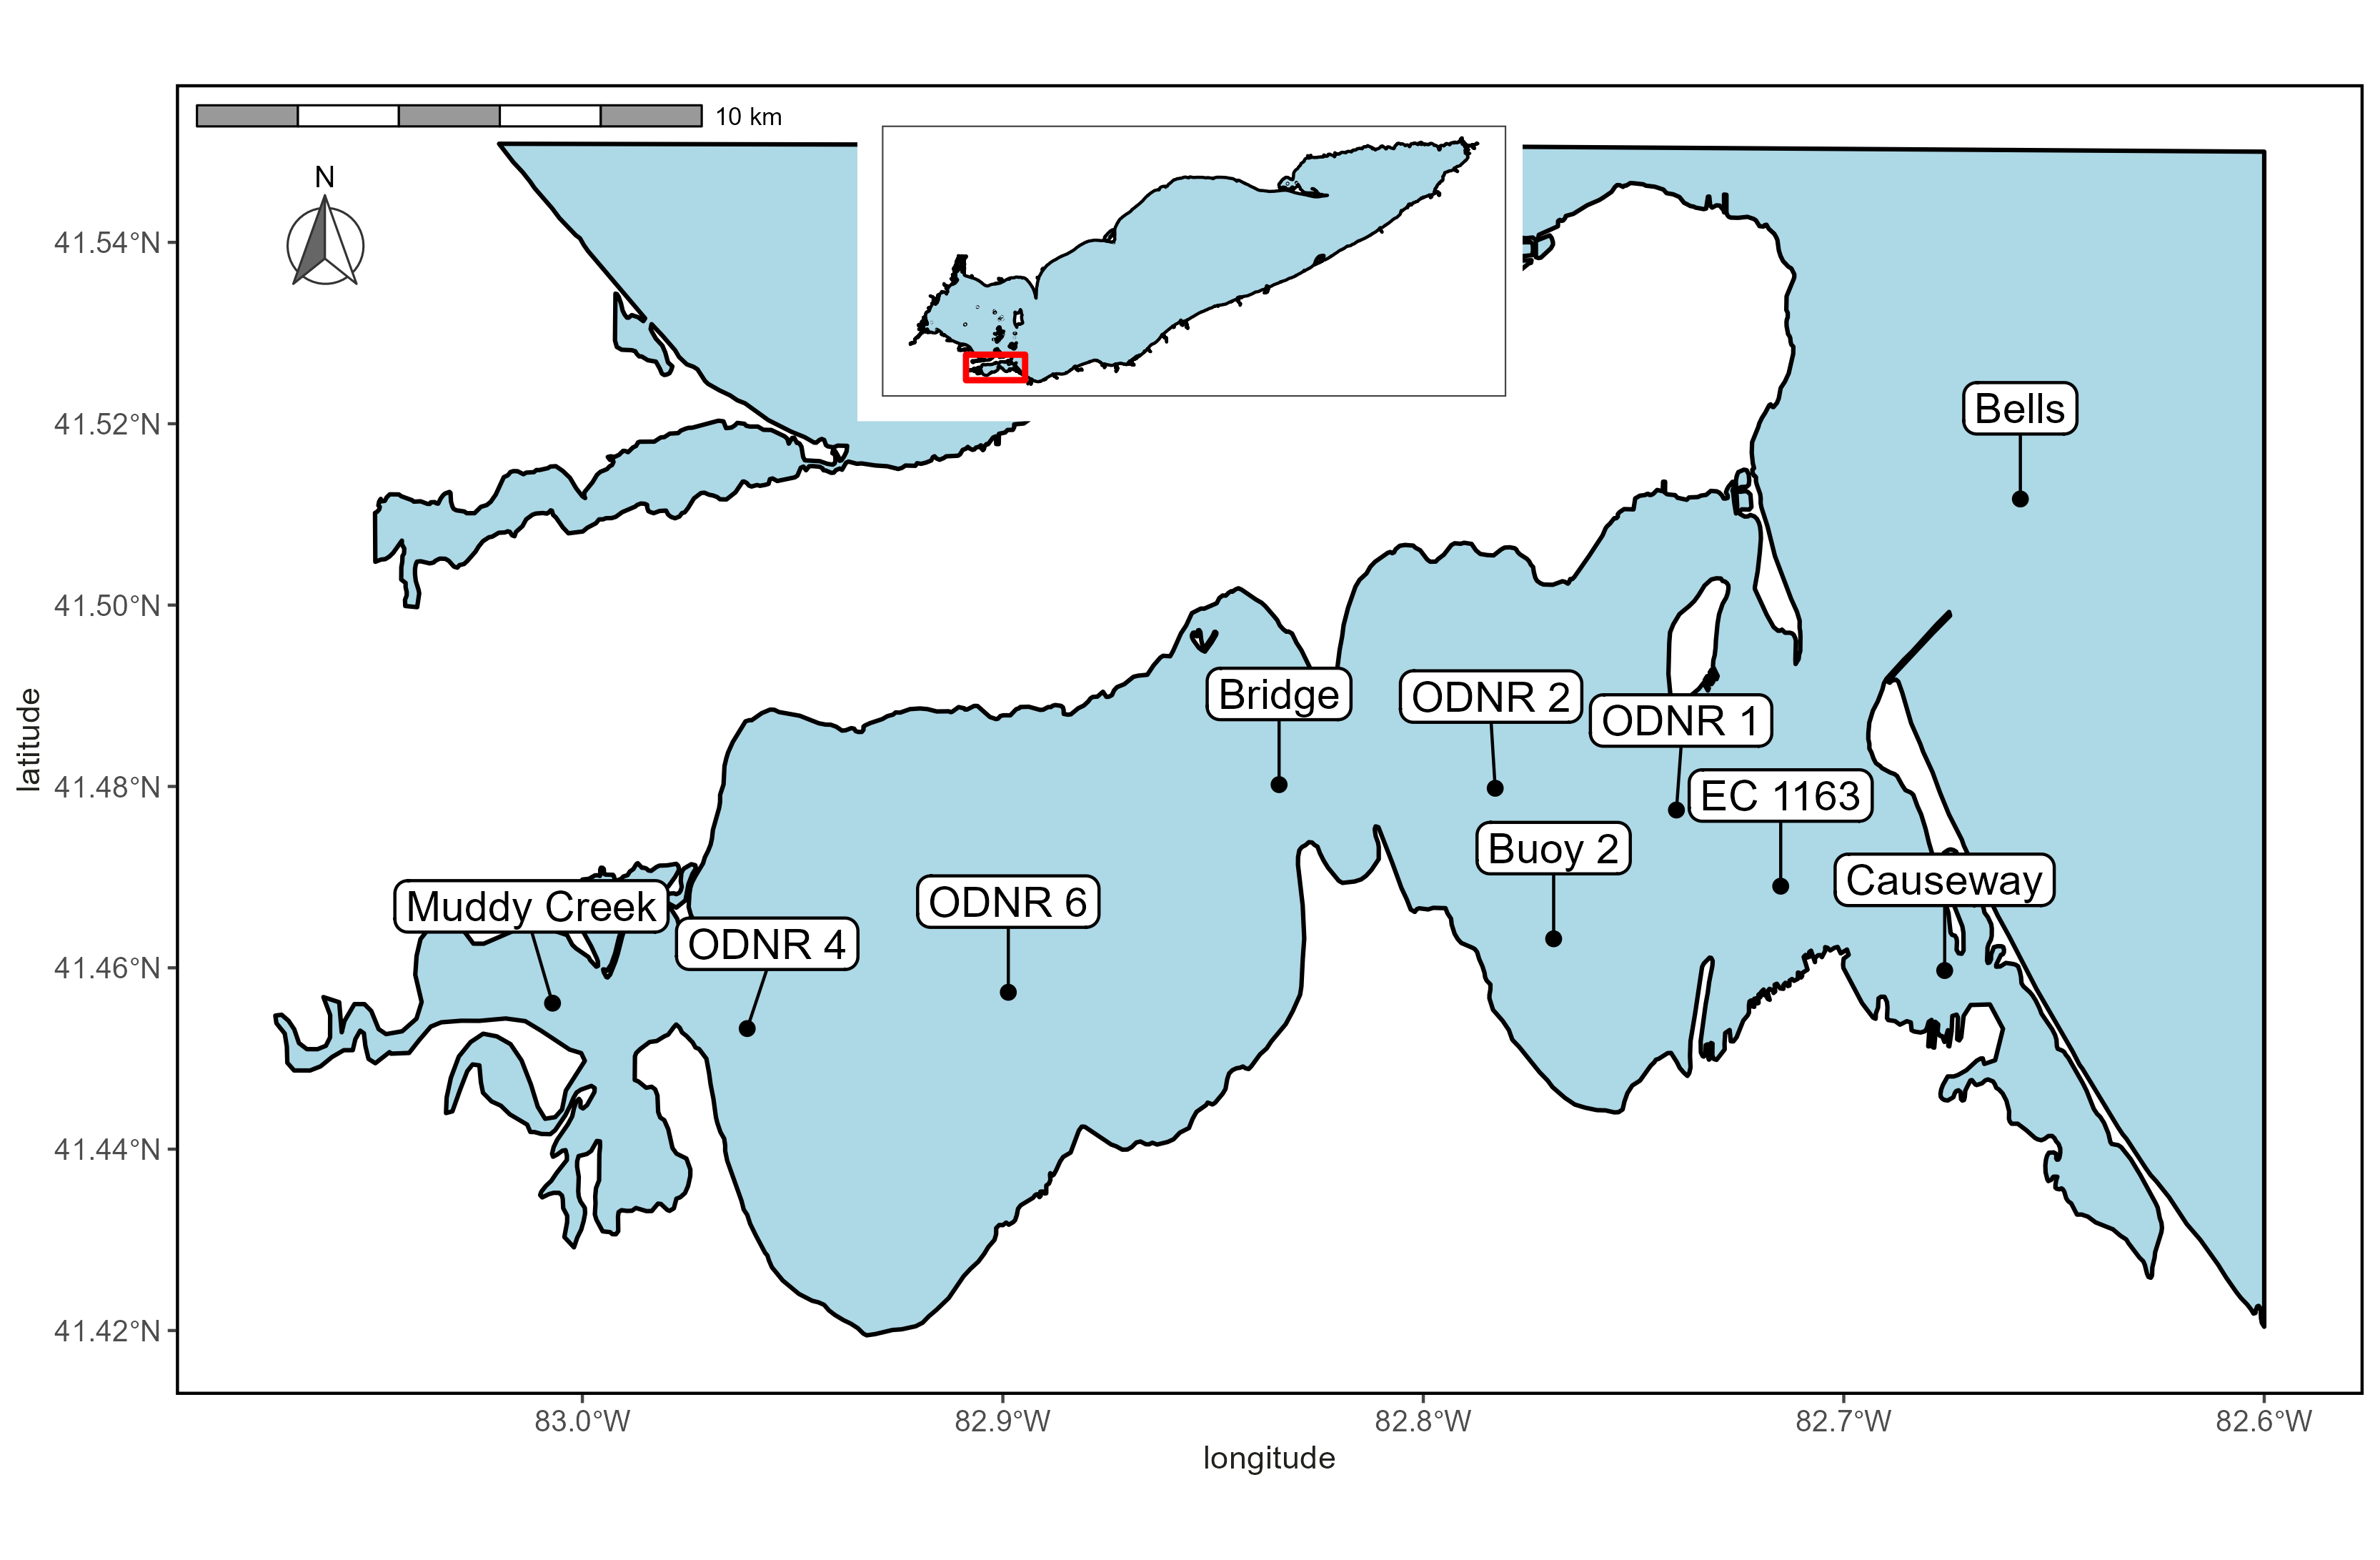 10 km
N
41.54°N
41.52°N
41.50°N
41.48°N
41.46°N
41.44°N
41.42°N
latitude
Bells
Bridge
ODNR 2
ODNR 1
EC 1163
Buoy 2
Causeway
Muddy Creek
ODNR 6
ODNR 4
83.0°W
82.9°W
82.8°W
82.7°W
82.6°W
longitude